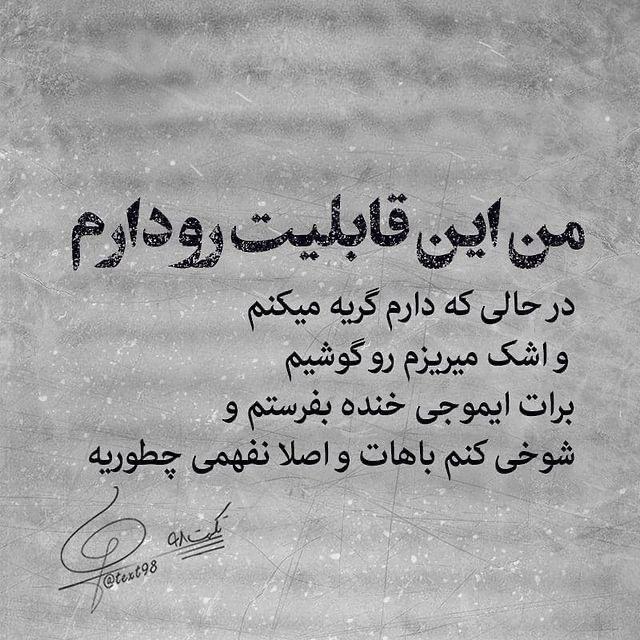 من این قابلیت رو دارم
در حالی که دارم گریه میکنم
و اشک میریزم رو گوشیم
برات ایموجی خنده بفرستم و
شوخی کنم باهات و اصلا نفهمی چطوریه
تکست ۹۸
@text98